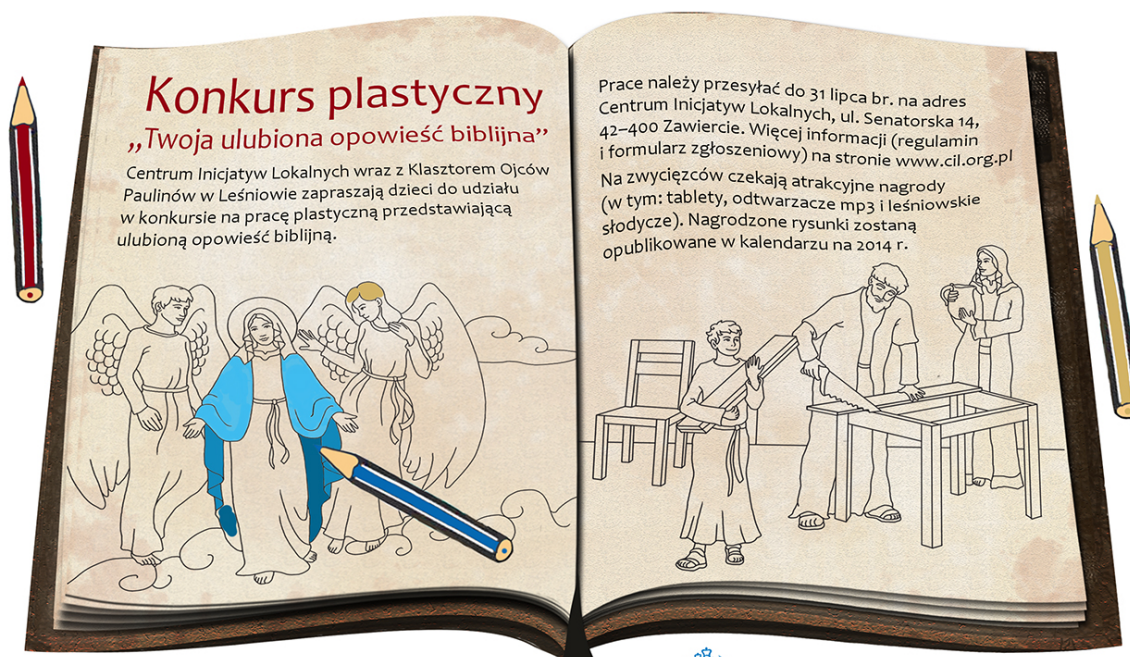 Konkurs plastyczny
„Twoja ulubiona opowieść biblijna”
Centrum Inicjatyw Lokalnych wraz z Klasztorem Ojców
Paulinów w Leśniowie zapraszają dzieci do udziału
w konkursie na pracę plastyczną przedstawiającą
ulubioną opowieść biblijną.
Prace należy przesyłać do 31 lipca br. na adres
Centrum Inicjatyw Lokalnych, ul. Senatorska 14,
42–400 Zawiercie. Więcej informacji (regulamin
i formularz zgłoszeniowy) na stronie www.cil.org.pl
Na zwycięzców czekają atrakcyjne nagrody
(w tym: tablety, odtwarzacze mp3 i leśniowskie
słodycze). Nagrodzone rysunki zostaną
opublikowane w kalendarzu na 2014 r.